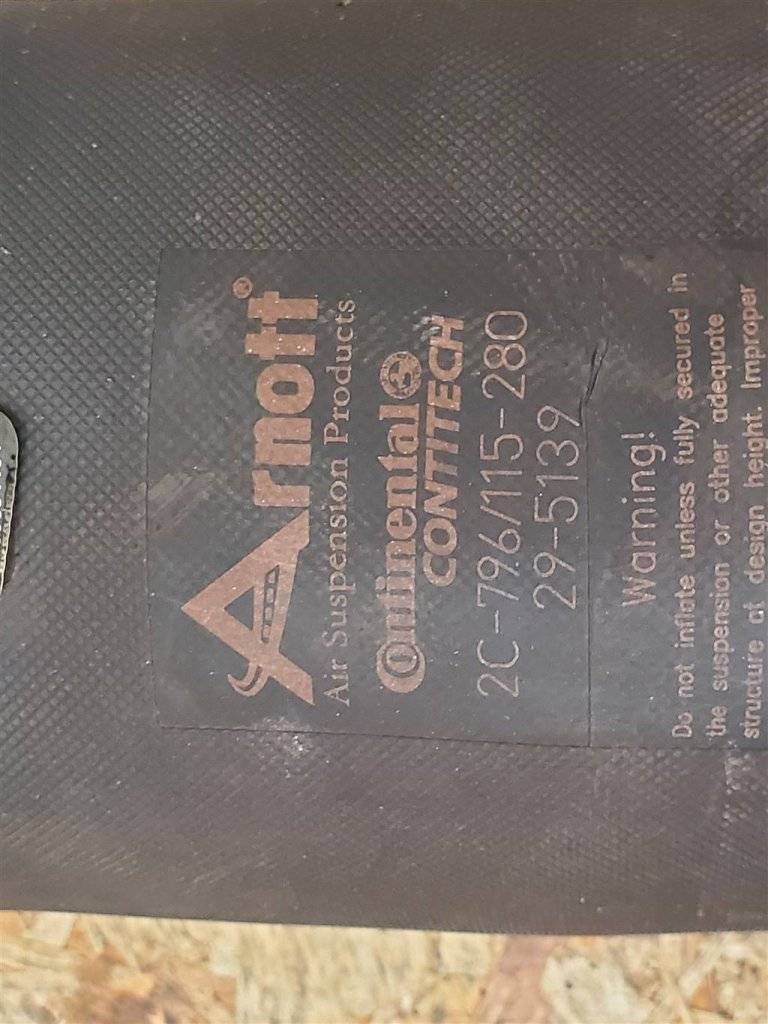 Arnott®
Air Suspension Products
Continental
CONTITECH
2C-796/115-280
29-5139
Warning!
Do not inflate unless fully secured in
the suspension or other adequate
structure at design height. Improper